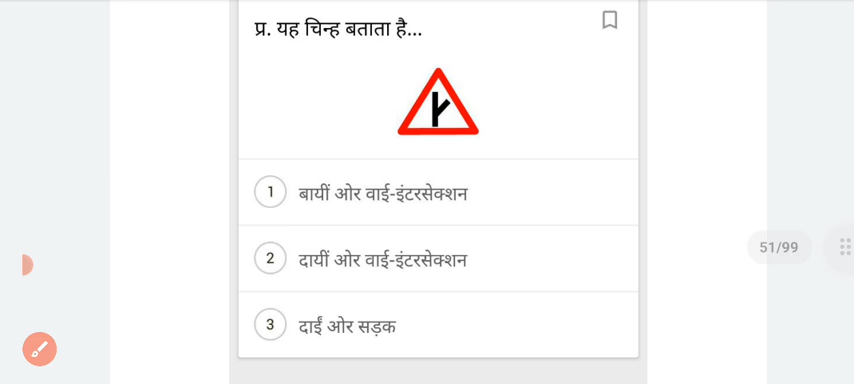 प्र. यह चिन्ह बताता है...
1 बायीं ओर वाई-इंटरसेक्शन
2 दायीं ओर वाई-इंटरसेक्शन
51/99
3 दाईं ओर सड़क